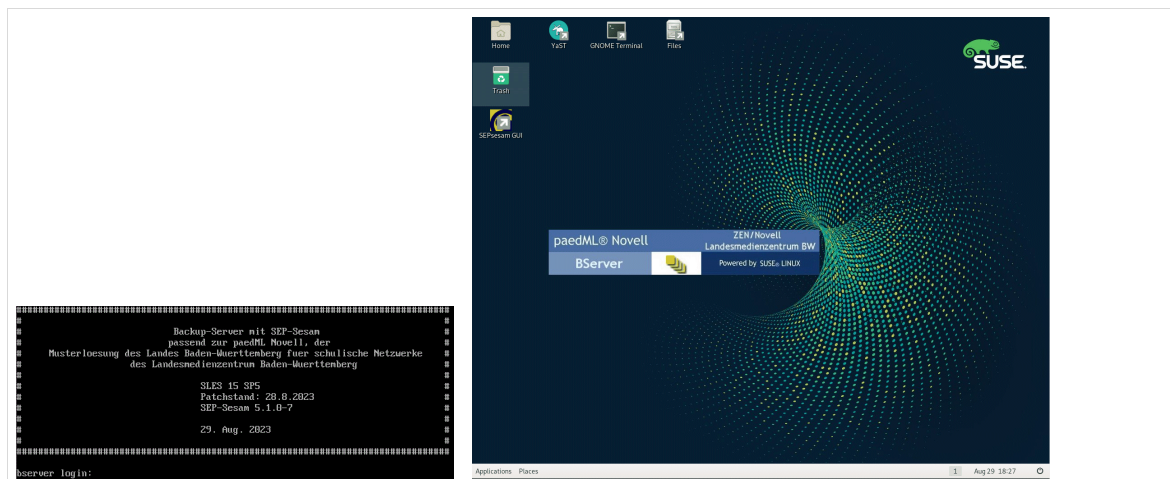 ################################################################################
# #
# Backup-Server mit SEP-Sesam #
# passend zur paedML Novell, der #
# Musterloesung des Landes Baden-Wuerttemberg fuer schulische Netzwerke #
# des Landesmedienzentrum Baden-Wuerttemberg #
# #
# SLES 15 SP5 #
# Patchstand: 28.8.2023 #
# SEP-Sesam 5.1.0-7 #
# #
# 29. Aug. 2023 #
# #
################################################################################
bserver login:
Home YaST GNOME Terminal Files
Trash
SEPsesam GUI
SUSE
paedML® Novell
BServer
ZEN/Novell
Landesmedienzentrum BW
Powered by SUSE® LINUX
Applications Places 1 Aug 29 18:27